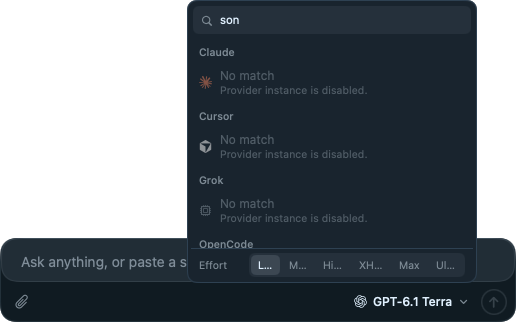 son
Claude
No match
Provider instance is disabled.
Cursor
No match
Provider instance is disabled.
Grok
No match
Provider instance is disabled.
OpenCode
Ask anything, or paste a s
Effort L... M... Hi... XH... Max Ul...
GPT-6.1 Terra